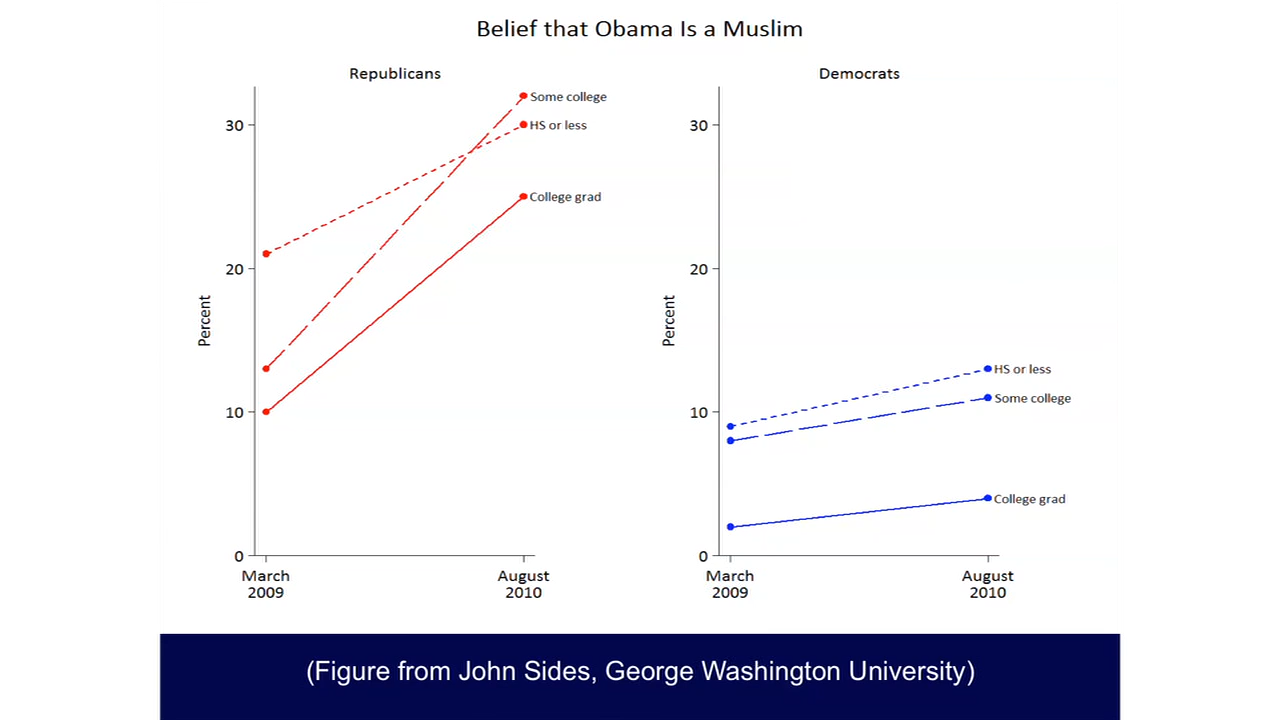 Belief that Obama Is a Muslim
Republicans
Percent
30
20
10
0
Some college
HS or less
College grad
March
2009
August
2010
Democrats
Percent
30
20
10
0
HS or less
Some college
College grad
March
2009
August
2010
(Figure from John Sides, George Washington University)